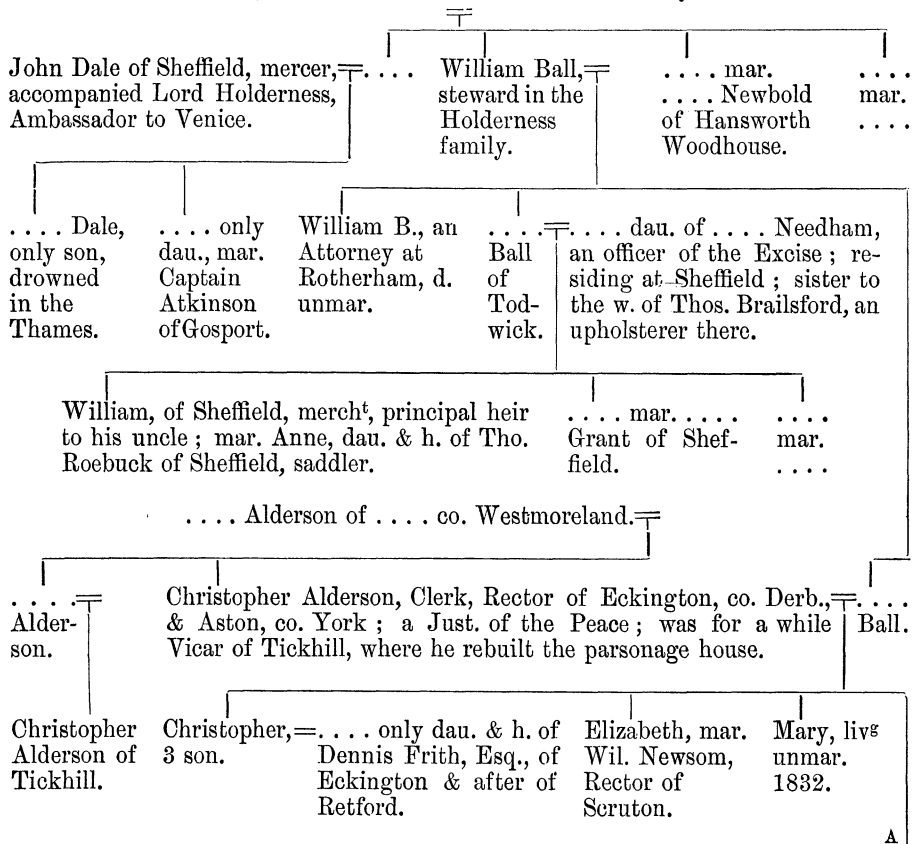 John Dale of Sheffield, mercer,=. . . .
accompanied Lord Holderness,
Ambassador to Venice.
William Ball,=
steward in the
Holderness
family.
. . . . mar.
. . . . Newbold
of Hansworth
Woodhouse.
. . . .
mar.
. . . .
. . . . Dale,
only son,
drowned
in the
Thames.
. . . . only
dau., mar.
Captain
Atkinson
of Gosport.
William B., an
Attorney at
Rotherham, d.
unmar.
. . . .=
Ball
of
Tod-
wick.
. . . . dau. of . . . . Needham,
an officer of the Excise ; re-
siding at Sheffield ; sister to
the w. of Thos. Brailsford, an
upholsterer there.
William, of Sheffield, mercht, principal heir
to his uncle ; mar. Anne, dau. & h. of Tho.
Roebuck of Sheffield, saddler.
. . . . mar. . . . .
Grant of Shef-
field.
. . . .
mar.
. . . .
. . . . Alderson of . . . . co. Westmoreland.=
. . . .=
Alder-
son.
Christopher Alderson, Clerk, Rector of Eckington, co. Derb.,=. . . .
& Aston, co. York ; a Just. of the Peace ; was for a while
Vicar of Tickhill, where he rebuilt the parsonage house.
Ball.
Christopher
Alderson of
Tickhill.
Christopher,=
3 son.
. . . . only dau. & h. of
Dennis Frith, Esq., of
Eckington & after of
Retford.
Elizabeth, mar.
Wil. Newsom,
Rector of
Scruton.
Mary, livg
unmar.
1832.
A